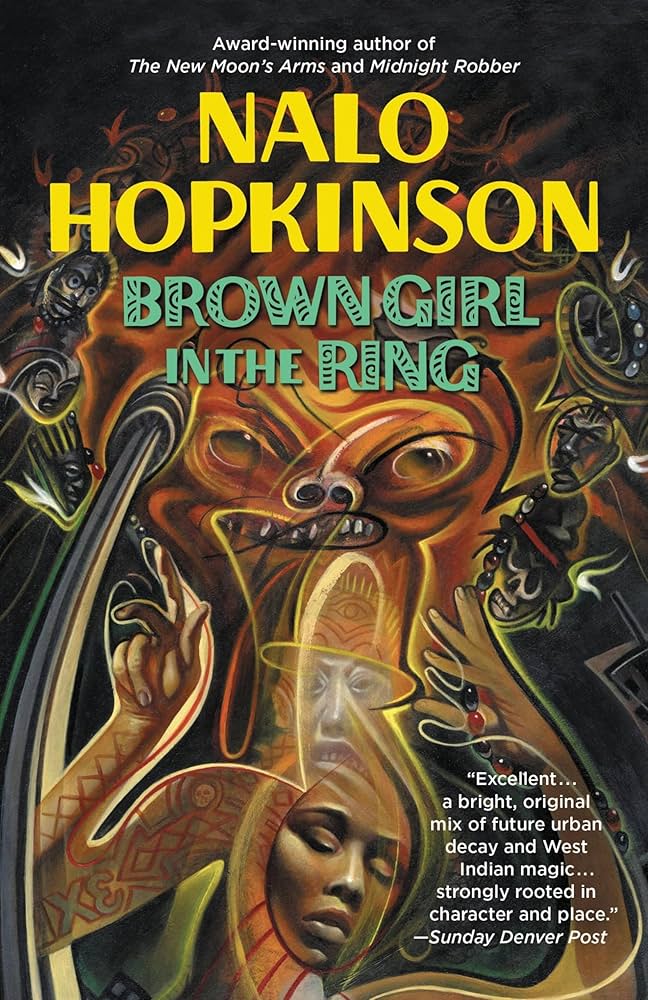 Award-winning author of
The New Moon's Arms and Midnight Robber
NALO
HOPKINSON
BROWN GIRL
IN THE RING
“Excellent...
a bright, original
mix of future urban
decay and West
Indian magic...
strongly rooted in
character and place.”
—Sunday Denver Post